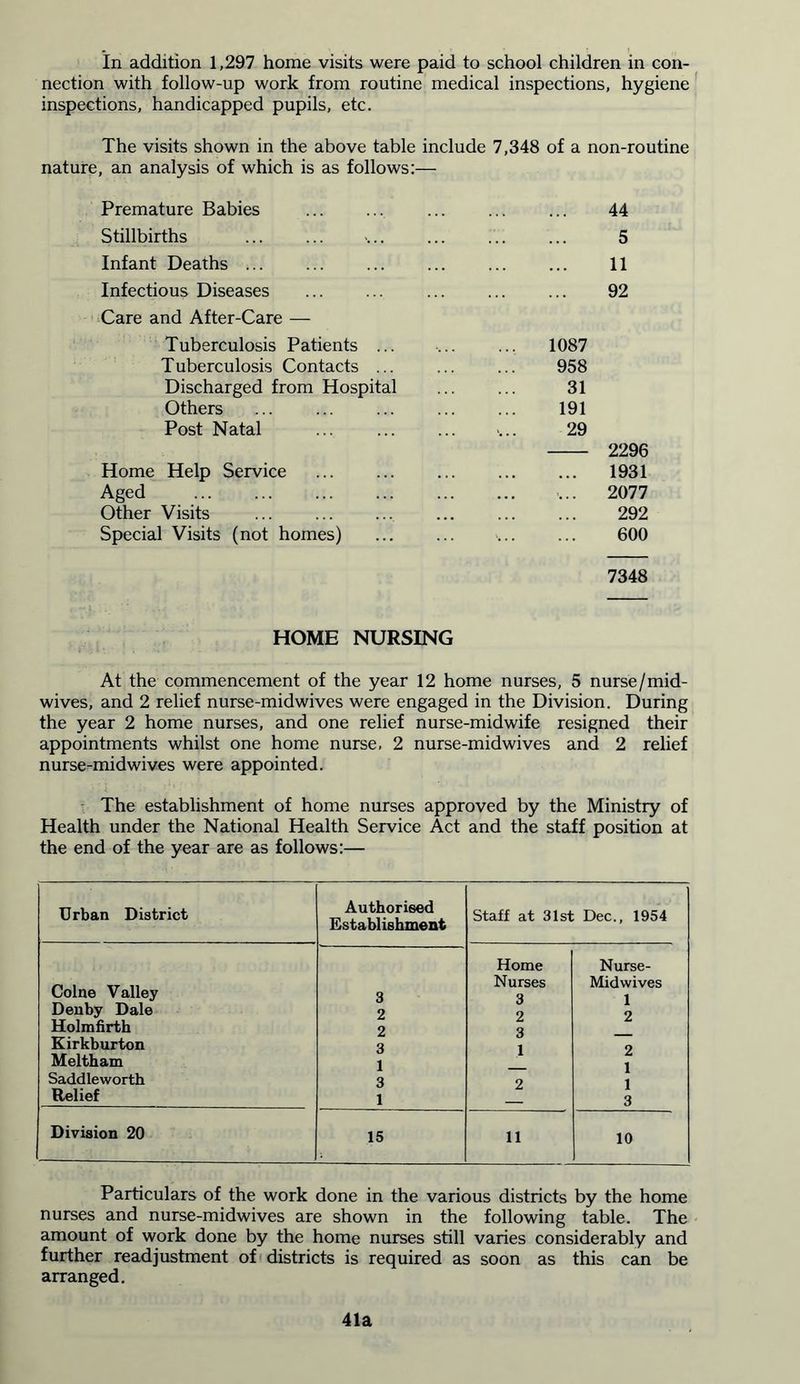 In addition 1,297 home visits were paid to school children in con-
nection with follow-up work from routine medical inspections, hygiene
inspections, handicapped pupils, etc.
The visits shown in the above table include 7,348 of a non-routine
nature, an analysis of which is as follows:—
Premature Babies ... ... ... ... ... 44
Stillbirths ... ... ... ... ... ... 5
Infant Deaths ... ... ... ... ... ... 11
Infectious Diseases ... ... ... ... ... 92
Care and After-Care —
Tuberculosis Patients ... ... ... 1087
Tuberculosis Contacts ... ... ... 958
Discharged from Hospital ... ... 31
Others ... ... ... ... ... 191
Post Natal ... ... ... ... 29
2296
Home Help Service ... ... ... ... ... 1931
Aged ... ... ... ... ... ... ... 2077
Other Visits ... ... ... ... ... ... 292
Special Visits (not homes) ... ... ... ... 600
7348
HOME NURSING
At the commencement of the year 12 home nurses, 5 nurse/mid-
wives, and 2 relief nurse-midwives were engaged in the Division. During
the year 2 home nurses, and one relief nurse-midwife resigned their
appointments whilst one home nurse, 2 nurse-midwives and 2 relief
nurse-midwives were appointed.
The establishment of home nurses approved by the Ministry of
Health under the National Health Service Act and the staff position at
the end of the year are as follows:—
Urban District Authorised Establishment Staff at 31st Dec., 1954
Home Nurses Nurse-Midwives
Colne Valley 3 3 1
Denby Dale 2 2 2
Holmfirth 2 3 —
Kirkburton 3 1 2
Meltham 1 — 1
Saddleworth 3 2 1
Relief 1 — 3
Division 20 15 11 10
Particulars of the work done in the various districts by the home
nurses and nurse-midwives are shown in the following table. The
amount of work done by the home nurses still varies considerably and
further readjustment of districts is required as soon as this can be
arranged.
41a